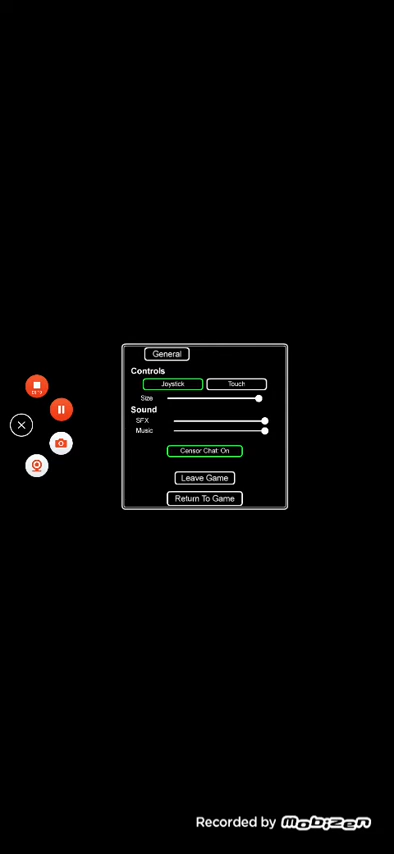 General
Controls
Joystick
Touch
Size
Sound
SFX
Music
Censor Chat: On
Leave Game
Return To Game
Recorded by Mobizen